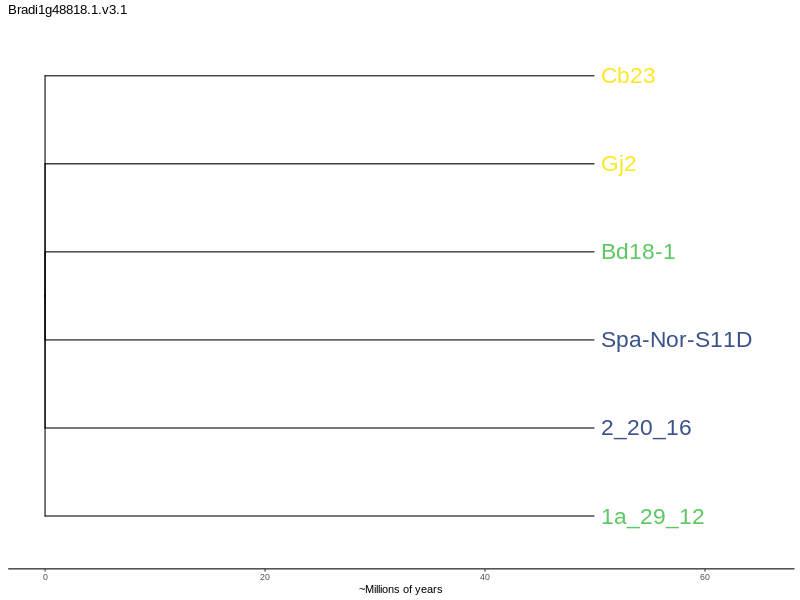 Bradi1g48818.1.v3.1
Cb23
Gj2
Bd18-1
Spa-Nor-S11D
2_20_16
1a_29_12
0 20 40 60
~Millions of years